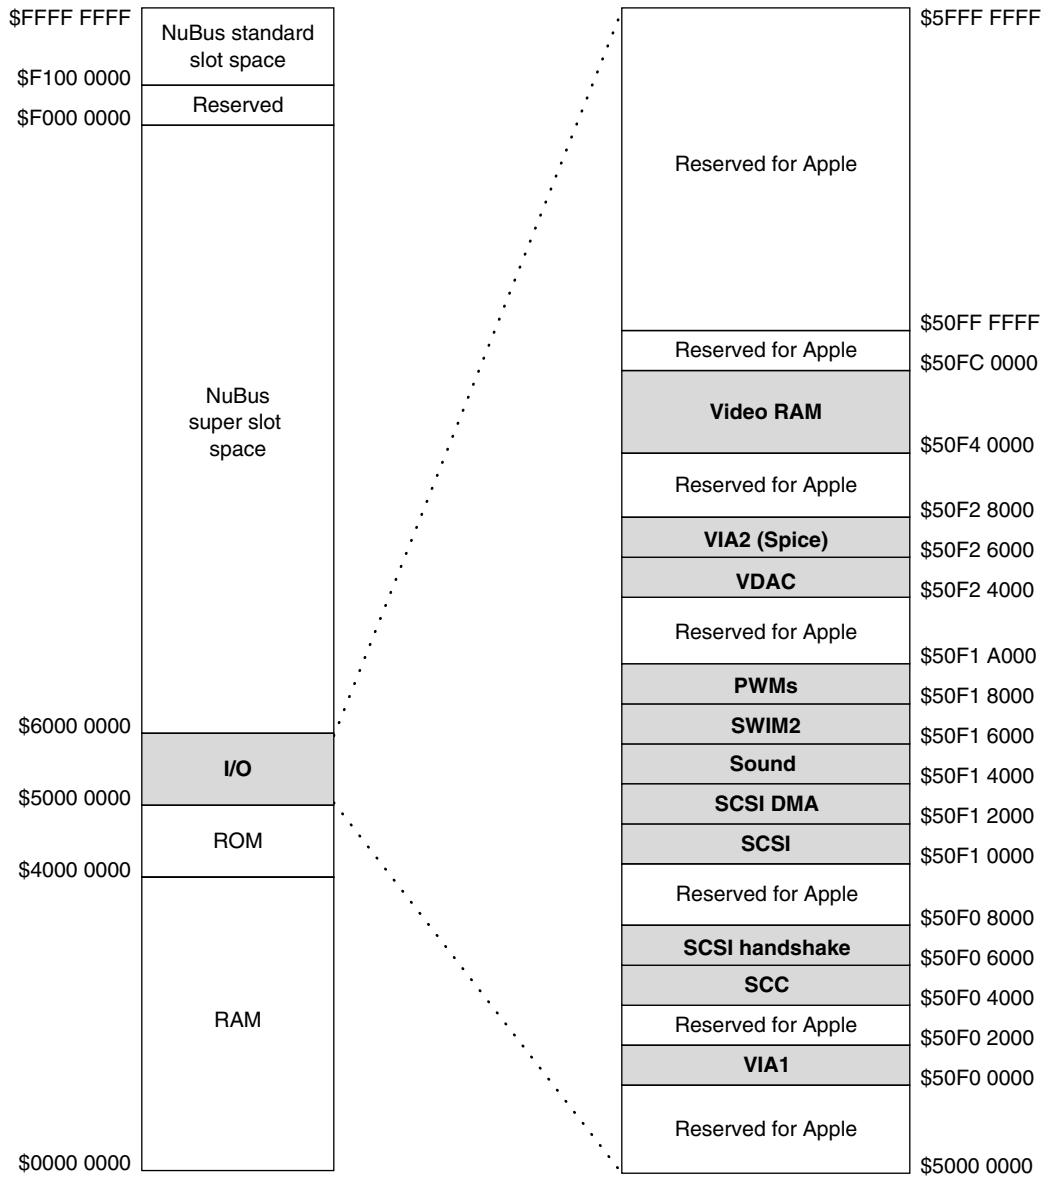 $FFFF FFFF
NuBus standard
slot space
$F100 0000
Reserved
$F000 0000
NuBus
super slot
space
$6000 0000
I/O
$5000 0000
ROM
$4000 0000
RAM
$0000 0000
$5FFF FFFF
Reserved for Apple
$50FF FFFF
Reserved for Apple
$50FC 0000
Video RAM
$50F4 0000
Reserved for Apple
$50F2 8000
VIA2 (Spice)
$50F2 6000
VDAC
$50F2 4000
Reserved for Apple
$50F1 A000
PWMs
$50F1 8000
SWIM2
$50F1 6000
Sound
$50F1 4000
SCSI DMA
$50F1 2000
SCSI
$50F1 0000
Reserved for Apple
$50F0 8000
SCSI handshake
$50F0 6000
SCC
$50F0 4000
Reserved for Apple
$50F0 2000
VIA1
$50F0 0000
Reserved for Apple
$5000 0000